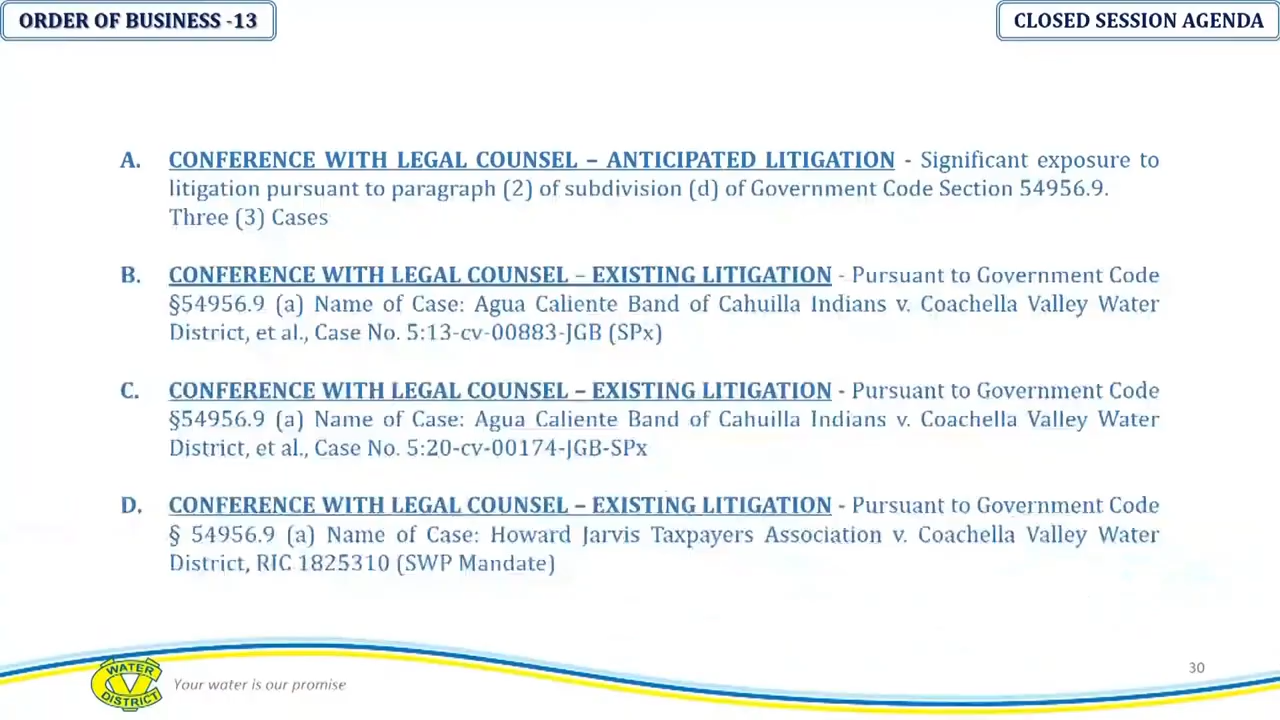 ORDER OF BUSINESS -13
CLOSED SESSION AGENDA
A. CONFERENCE WITH LEGAL COUNSEL – ANTICIPATED LITIGATION - Significant exposure to
litigation pursuant to paragraph (2) of subdivision (d) of Government Code Section 54956.9.
Three (3) Cases
B. CONFERENCE WITH LEGAL COUNSEL – EXISTING LITIGATION - Pursuant to Government Code
§54956.9 (a) Name of Case: Agua Caliente Band of Cahuilla Indians v. Coachella Valley Water
District, et al., Case No. 5:13-cv-00883-JGB (SPx)
C. CONFERENCE WITH LEGAL COUNSEL – EXISTING LITIGATION - Pursuant to Government Code
§54956.9 (a) Name of Case: Agua Caliente Band of Cahuilla Indians v. Coachella Valley Water
District, et al., Case No. 5:20-cv-00174-JGB-SPx
D. CONFERENCE WITH LEGAL COUNSEL – EXISTING LITIGATION - Pursuant to Government Code
§ 54956.9 (a) Name of Case: Howard Jarvis Taxpayers Association v. Coachella Valley Water
District, RIC 1825310 (SWP Mandate)
WATER
DISTRICT
Your water is our promise
30